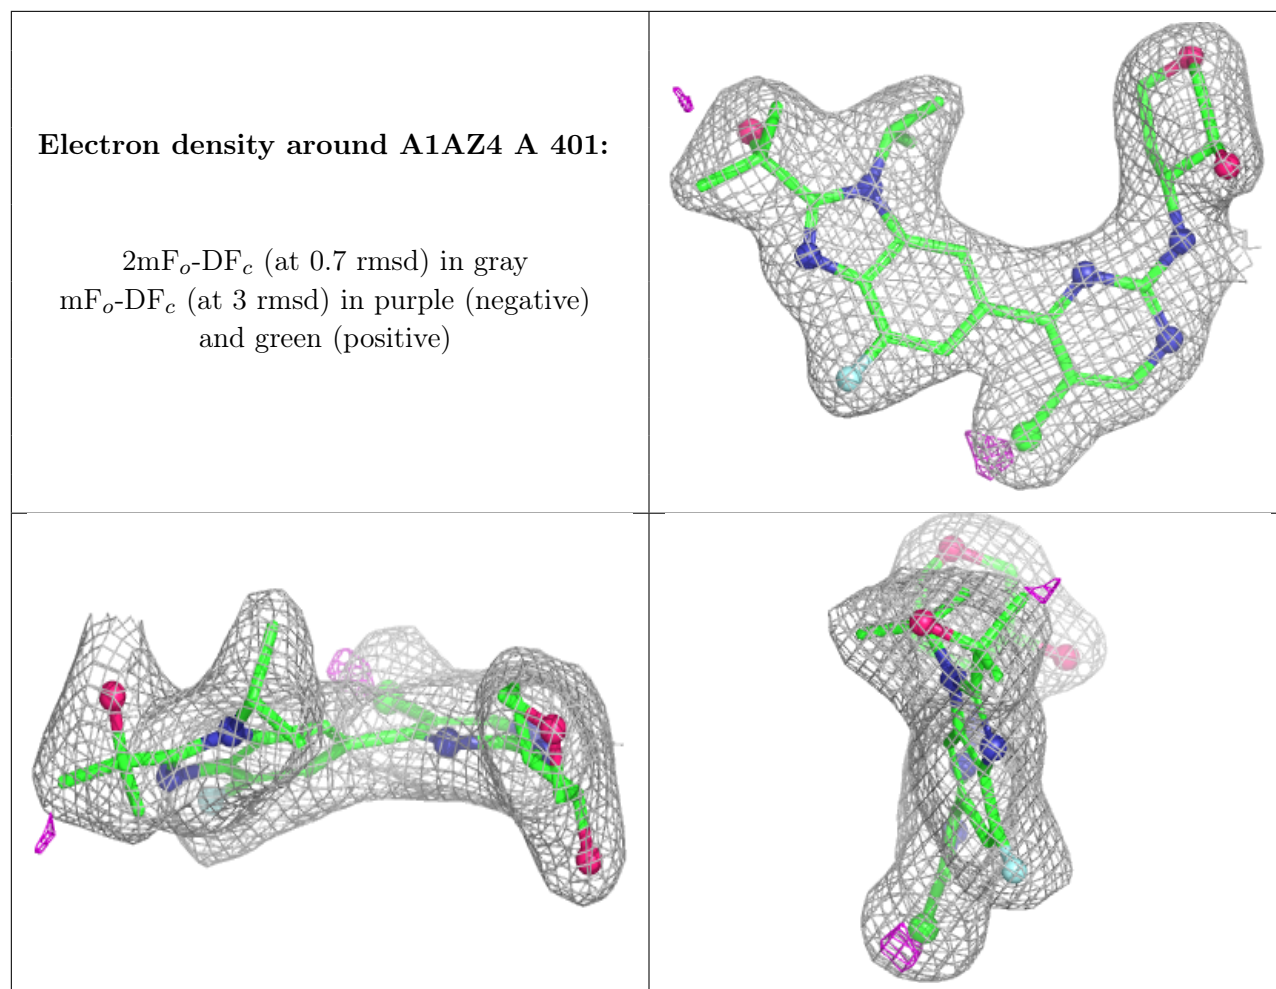 Electron density around A1AZ4 A 401:
2mFo-DFc (at 0.7 rmsd) in gray
mFo-DFc (at 3 rmsd) in purple (negative)
and green (positive)